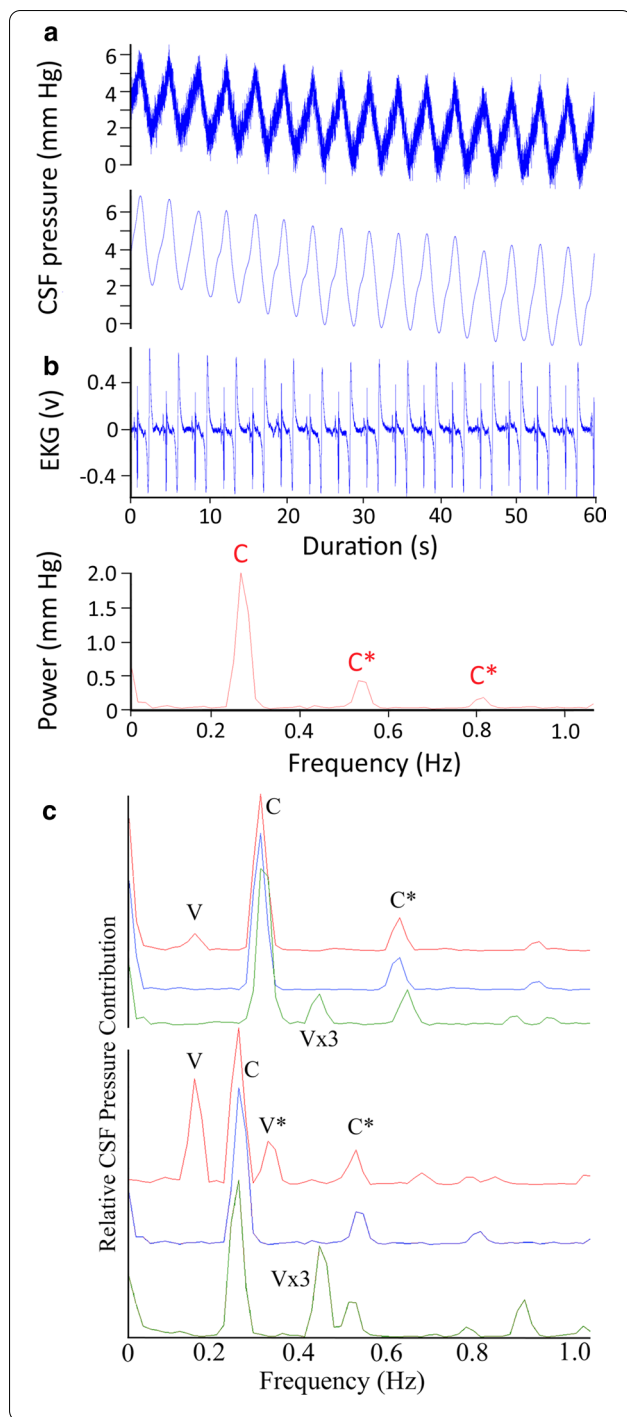 a
CSF pressure (mm Hg)
6
4
2
0
6
4
2
0
b
EKG (v)
0.4
0
-0.4
0 10 20 30 40 50 60
Duration (s)
Power (mm Hg)
2.0
1.0
1.0
0.5
0
C
C*
C*
0 0.2 0.4 0.6 0.8 1.0
Frequency (Hz)
c
Relative CSF Pressure Contribution
C
V
C*
Vx3
V
C
V*
C*
Vx3
0 0.2 0.4 0.6 0.8 1.0
Frequency (Hz)